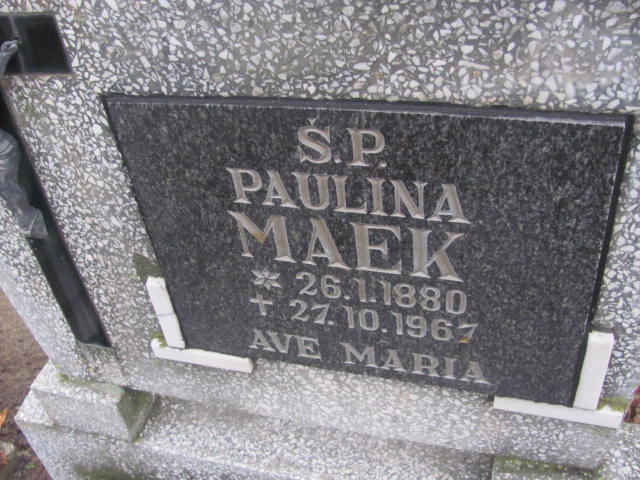 Ś.P.
PAULINA
MAEK
* 26.1.1880
+ 27.10.1967
AVE MARIA